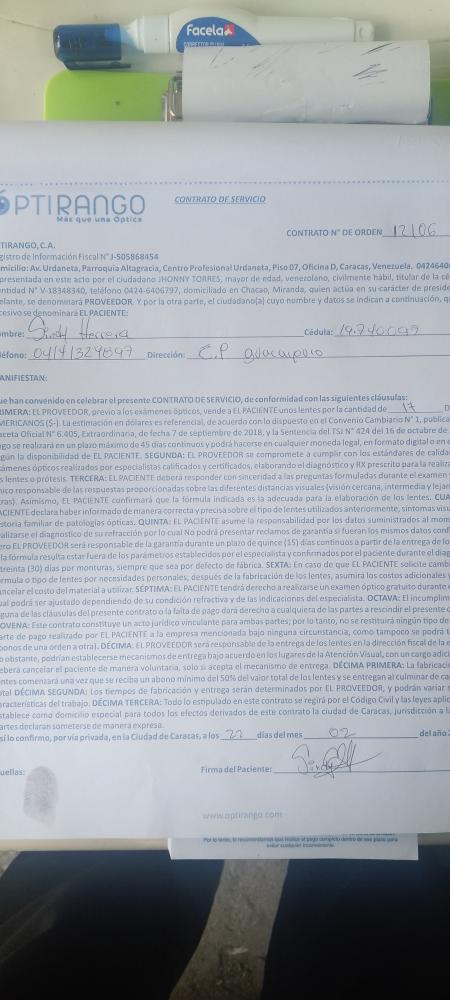 Facela
CORRECTOR
PTIRANGO
Más que una Óptica
CONTRATO DE SERVICIO
CONTRATO N° DE ORDEN 12106
TIRANGO, C.A.
gistro de Información Fiscal N° J-505868454
micilio: Av. Urdaneta, Parroquia Altagracia, Centro Profesional Urdaneta, Piso 07, Oficina D, Caracas, Venezuela. 04246406
presentada en este acto por el ciudadano JHONNY TORRES, mayor de edad, venezolano, civilmente hábil, titular de la cé
entidad N° V-18348340, teléfono 0424-6406797, domiciliado en Chacao, Miranda, quien actúa en su carácter de preside
elante, se denominará PROVEEDOR. Y por la otra parte, el ciudadano(a) cuyo nombre y datos se indican a continuación, q
cesivo se denominará EL PACIENTE:
ombre: Sindy Herrera Cédula: 19.740097
léfono: 04141329897 Dirección: C.P guacaipuro
ANIFIESTAN:
ue han convenido en celebrar el presente CONTRATO DE SERVICIO, de conformidad con las siguientes cláusulas:
RIMERA: EL PROVEEDOR, previo a los exámenes ópticos, vende a EL PACIENTE unos lentes por la cantidad de 17 D
MERICANOS ($-). La estimación en dólares es referencial, de acuerdo con lo dispuesto en el Convenio Cambiario N° 1, publica
aceta Oficial N° 6.405, Extraordinaria, de fecha 7 de septiembre de 2018, y la Sentencia del TSJ N° 424 del 16 de octubre de
ago se realizará en un plazo máximo de 45 días continuos y podrá hacerse en cualquier moneda legal, en formato digital o en e
gún la disponibilidad de EL PACIENTE. SEGUNDA: EL PROVEEDOR se compromete a cumplir con los estándares de calida
ámenes ópticos realizados por especialistas calificados y certificados, elaborando el diagnóstico y RX prescrito para la realiza
s lentes o prótesis. TERCERA: EL PACIENTE deberá responder con sinceridad a las preguntas formuladas durante el examen
nico responsable de las respuestas proporcionadas sobre las diferentes distancias visuales (visión cercana, intermedia y lejan
ras). Asimismo, EL PACIENTE confirmará que la fórmula indicada es la adecuada para la elaboración de los lentes. CUA
ACIENTE declara haber informado de manera correcta y precisa sobre el tipo de lentes utilizados anteriormente, síntomas visu
storia familiar de patologías ópticas. QUINTA: EL PACIENTE asume la responsabilidad por los datos suministrados al mom
alizarse el diagnostico de su refracción por lo cual No podrá presentar reclamos de garantía si fueran los mismos datos confi
ero EL PROVEEDOR será responsable de la garantía durante un plazo de quince (15) días continuos a partir de la entrega de lo
la fórmula resulta estar fuera de los parámetros establecidos por el especialista y confirmados por el paciente durante el diag
treinta (30) días por monturas, siempre que sea por defecto de fábrica. SEXTA: En caso de que EL PACIENTE solicite camb
rmula o tipo de lentes por necesidades personales, después de la fabricación de los lentes, asumirá los costos adicionales
ancelar el costo del material a utilizar. SÉPTIMA: EL PACIENTE tendrá derecho a realizarse un examen óptico gratuito durante
ual podrá ser ajustado dependiendo de su condición refractiva y de las indicaciones del especialista. OCTAVA: El incumplim
guna de las cláusulas del presente contrato o la falta de pago dará derecho a cualquiera de las partes a rescindir el presente c
OVENA: Este contrato constituye un acto jurídico vinculante para ambas partes; por lo tanto, no se restituirá ningún tipo de
arte de pago realizado por EL PACIENTE a la empresa mencionada bajo ninguna circunstancia, como tampoco se podrá t
bonos de una orden a otra). DÉCIMA: EL PROVEEDOR será responsable de la entrega de los lentes en la dirección fiscal de la e
o obstante, podrían establecerse mecanismos de entrega bajo acuerdo en los lugares de la Atención Visual, con un cargo adici
eberá cancelar el paciente de manera voluntaria, solo si acepta el mecanismo de entrega. DÉCIMA PRIMERA: La fabricació
ntes comenzará una vez que se reciba un abono mínimo del 50% del valor total de los lentes y se entregan al culminar de ca
tal DÉCIMA SEGUNDA: Los tiempos de fabricación y entrega serán determinados por EL PROVEEDOR, y podrán variar s
aracterísticas del trabajo. DÉCIMA TERCERA: Todo lo estipulado en este contrato se regirá por el Código Civil y las leyes aplic
stablece como domicilio especial para todos los efectos derivados de este contrato la ciudad de Caracas, jurisdicción a la
artes declaran someterse de manera expresa.
sí lo confirmo, por vía privada, en la Ciudad de Caracas, a los 22 días del mes 02 del año 2
uellas: Firma del Paciente:
www.optirango.com
Por lo tanto, le recomendamos que realice el pago completo dentro de ese plazo para
evitar cualquier inconveniente.